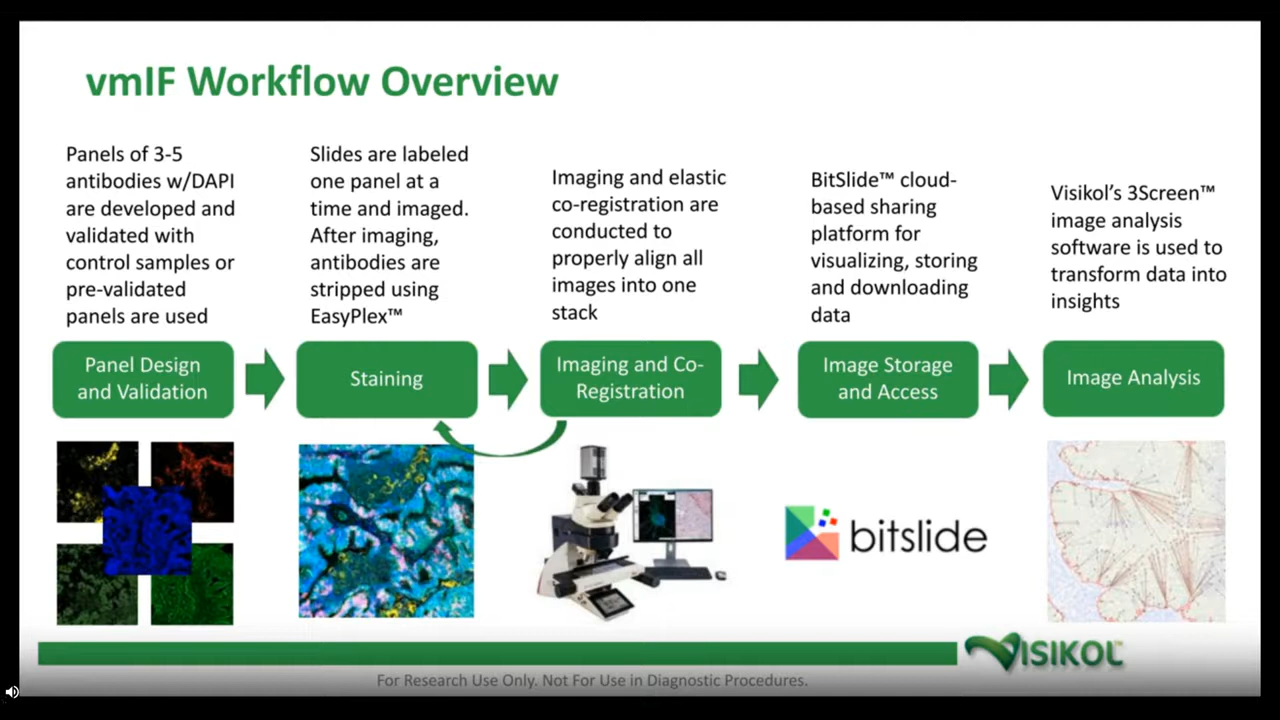 vmIF Workflow Overview
Panels of 3-5
antibodies w/DAPI
are developed and
validated with
control samples or
pre-validated
panels are used
Slides are labeled
one panel at a
time and imaged.
After imaging,
antibodies are
stripped using
EasyPlex™
Imaging and elastic
co-registration are
conducted to
properly align all
images into one
stack
BitSlide™ cloud-
based sharing
platform for
visualizing, storing
and downloading
data
Visikol's 3Screen™
image analysis
software is used to
transform data into
insights
Panel Design
and Validation
Staining
Imaging and Co-
Registration
Image Storage
and Access
Image Analysis
bitslide
VISIKOL™
For Research Use Only. Not For Use in Diagnostic Procedures.